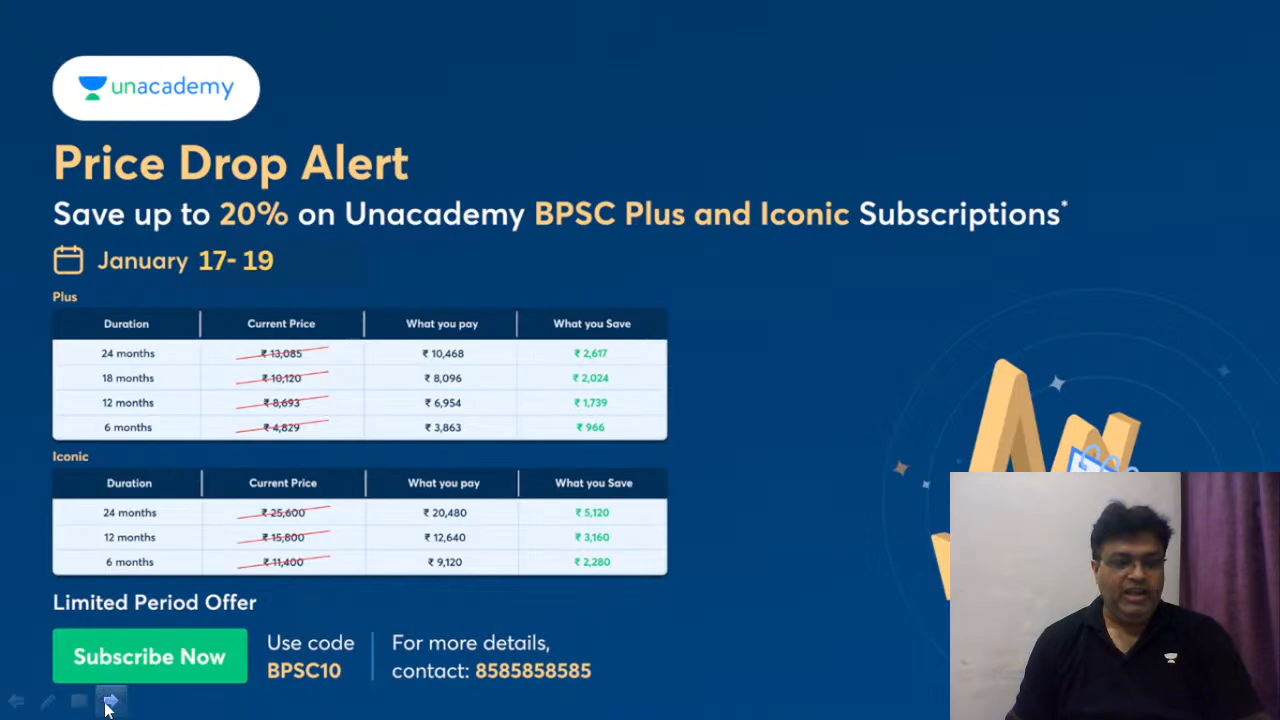 unacademy
Price Drop Alert
Save up to 20% on Unacademy BPSC Plus and Iconic Subscriptions*
January 17- 19
Plus
Duration Current Price What you pay What you Save
24 months ₹ 13,085 ₹ 10,468 ₹ 2,617
18 months ₹ 10,120 ₹ 8,096 ₹ 2,024
12 months ₹ 8,693 ₹ 6,954 ₹ 1,739
6 months ₹ 4,829 ₹ 3,863 ₹ 966
Iconic
Duration Current Price What you pay What you Save
24 months ₹ 25,600 ₹ 20,480 ₹ 5,120
12 months ₹ 15,800 ₹ 12,640 ₹ 3,160
6 months ₹ 11,400 ₹ 9,120 ₹ 2,280
Limited Period Offer
Subscribe Now
Use code
BPSC10
For more details,
contact: 8585858585